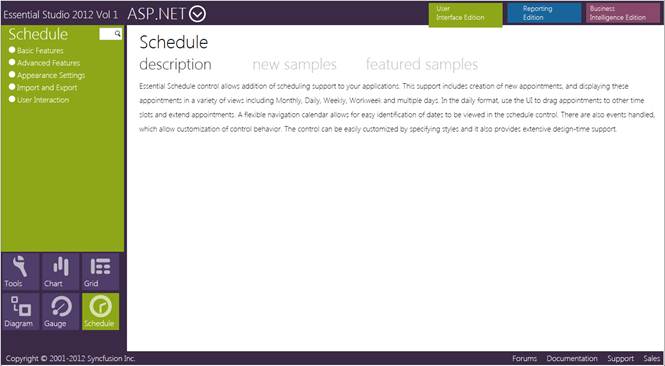 Essential Studio 2012 Vol 1 ASP.NET
User
Interface Edition
Reporting
Edition
Business
Intelligence Edition
Schedule
Basic Features
Advanced Features
Appearance Settings
Import and Export
User Interaction
Tools Chart Grid
Diagram Gauge Schedule
Schedule
description new samples featured samples
Essential Schedule control allows addition of scheduling support to your applications. This support includes creation of new appointments, and displaying these
appointments in a variety of views including Monthly, Daily, Weekly, Workweek and multiple days. In the daily format, use the UI to drag appointments to other time
slots and extend appointments. A flexible navigation calendar allows for easy identification of dates to be viewed in the schedule control. There are also events handled,
which allow customization of control behavior. The control can be easily customized by specifying styles and it also provides extensive design-time support.
Copyright © 2001-2012 Syncfusion Inc.
Forums Documentation Support Sales